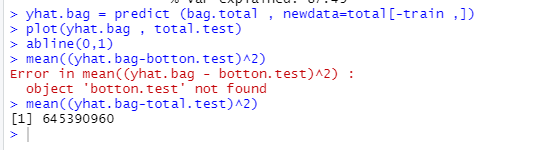 % Var explained: 87.49
> yhat.bag = predict (bag.total , newdata=total[-train ,])
> plot(yhat.bag , total.test)
> abline(0,1)
> mean((yhat.bag-botton.test)^2)
Error in mean((yhat.bag - botton.test)^2) :
  object 'botton.test' not found
> mean((yhat.bag-total.test)^2)
[1] 645390960
>